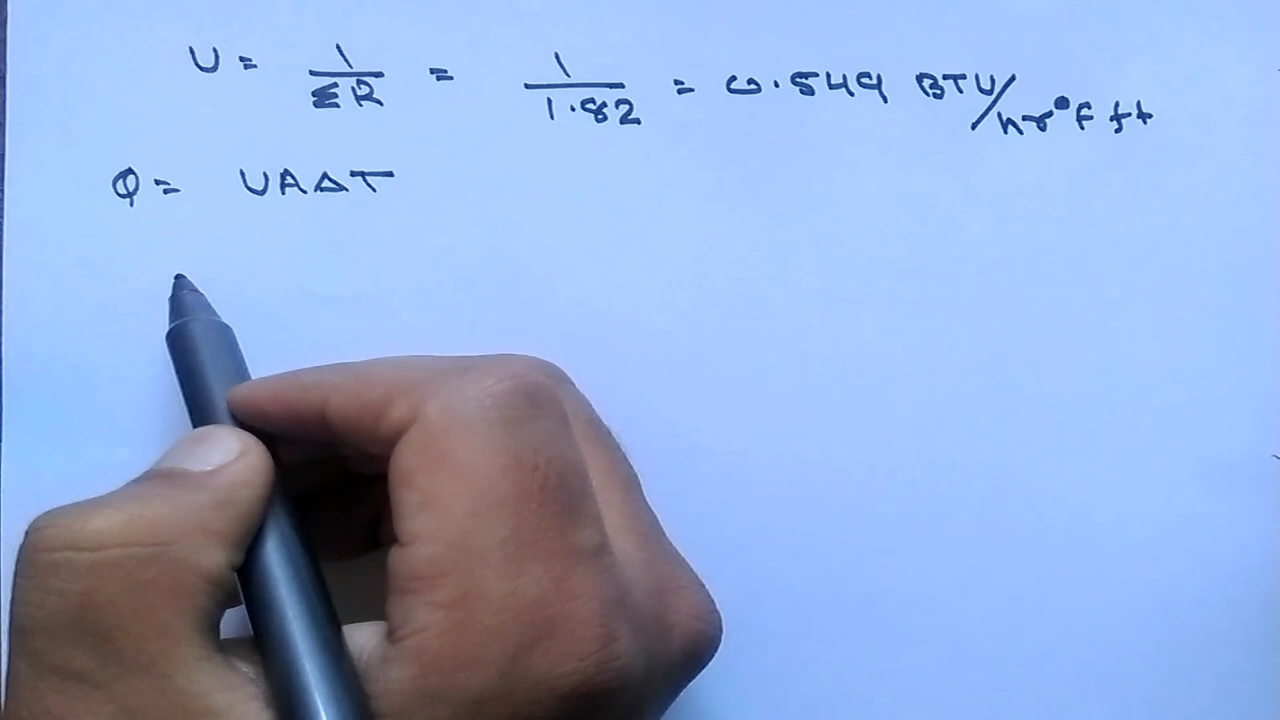 U = 1/ΣR = 1/1.82 = 0.549 BTU/hr°F ft
Q = UAΔT